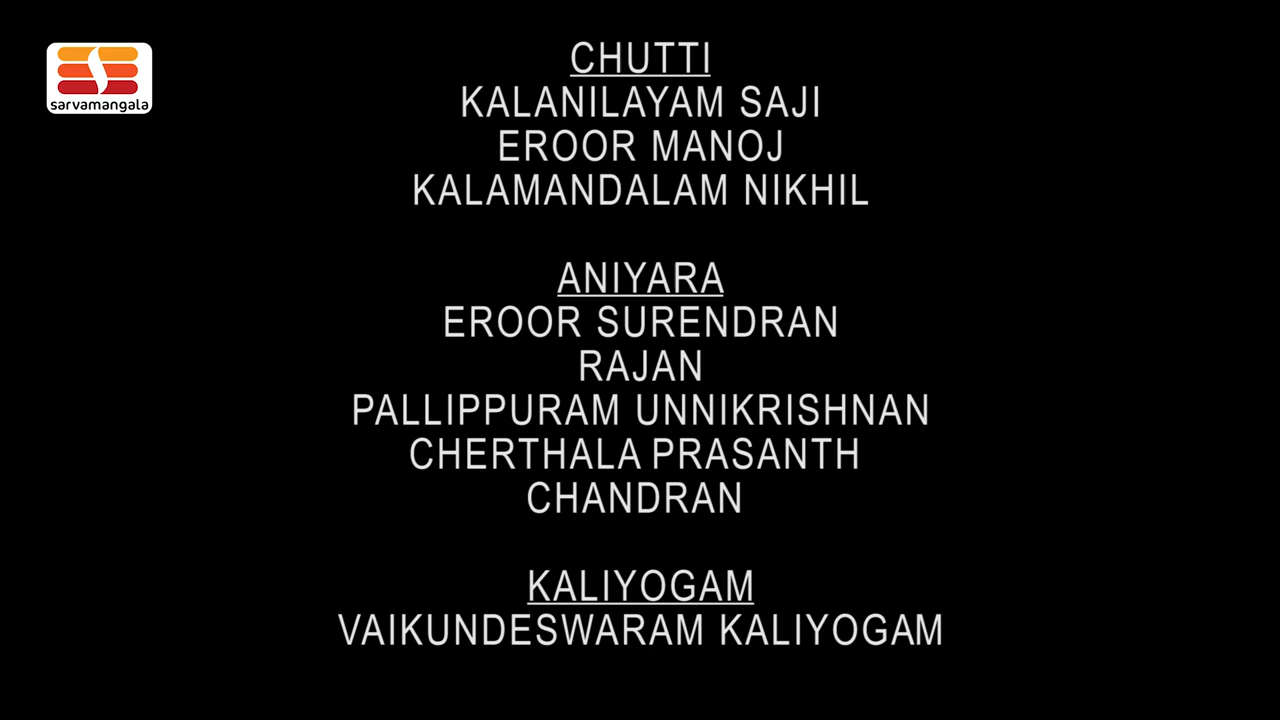 sarvamangala
CHUTTI
KALANILAYAM SAJI
EROOR MANOJ
KALAMANDALAM NIKHIL
ANIYARA
EROOR SURENDRAN
RAJAN
PALLIPPURAM UNNIKRISHNAN
CHERTHALA PRASANTH
CHANDRAN
KALIYOGAM
VAIKUNDESWARAM KALIYOGAM